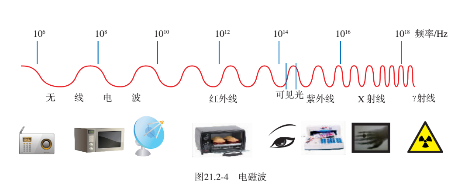 10⁶ 10⁸ 10¹⁰ 10¹² 10¹⁴ 10¹⁶ 10¹⁸ 频率/Hz
无线电波 红外线 可见光 紫外线 X射线 γ射线
图21.2-4 电磁波